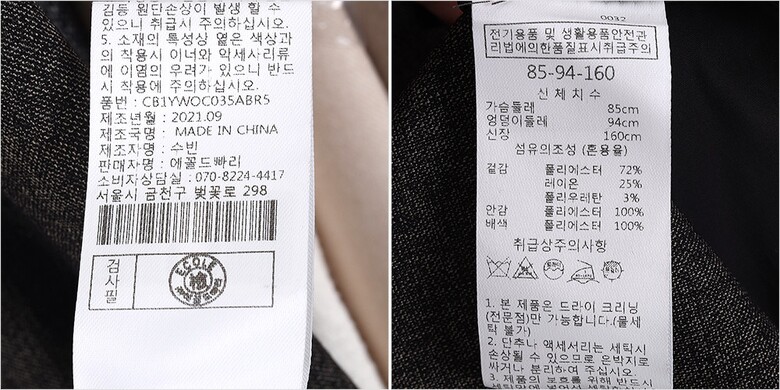 김동 원단손상이 발생 할 수
있으니 취급시 주의하십시오.
5. 소재의 특성상 옅은 색상과
의 착용시 이너와 악세사리류
에 이염의 우려가 있으니 반드
시 착용에 주의하십시오.
품번 : CB1YWOC035ABR5
제조년월 : 2021.09
제조국명 : MADE IN CHINA
제조자명 : 수빈
판매자명 : 에꼴드빠리
소비자상담실 : 070-8224-4417
서울시 금천구 벚꽃로 298
검사필
ECOLE
0032
전기용품 및 생활용품안전관
리법에의한품질표시취급주의
85-94-160
신체치수
가슴둘레 85cm
엉덩이둘레 94cm
신장 160cm
섬유의조성 (혼용율)
겉감 폴리에스터 72%
레이온 25%
폴리우레탄 3%
안감 폴리에스터 100%
배색 폴리에스터 100%
취급상주의사항
1. 본 제품은 드라이 크리닝
(전문점)만 가능합니다.(물세
탁 불가)
2. 단추나 액세서리는 세탁시
손상될 수 있으므로 은박지로
싸거나 분리하여 주십시오.
3. 제품의 보호를 위해 반드시